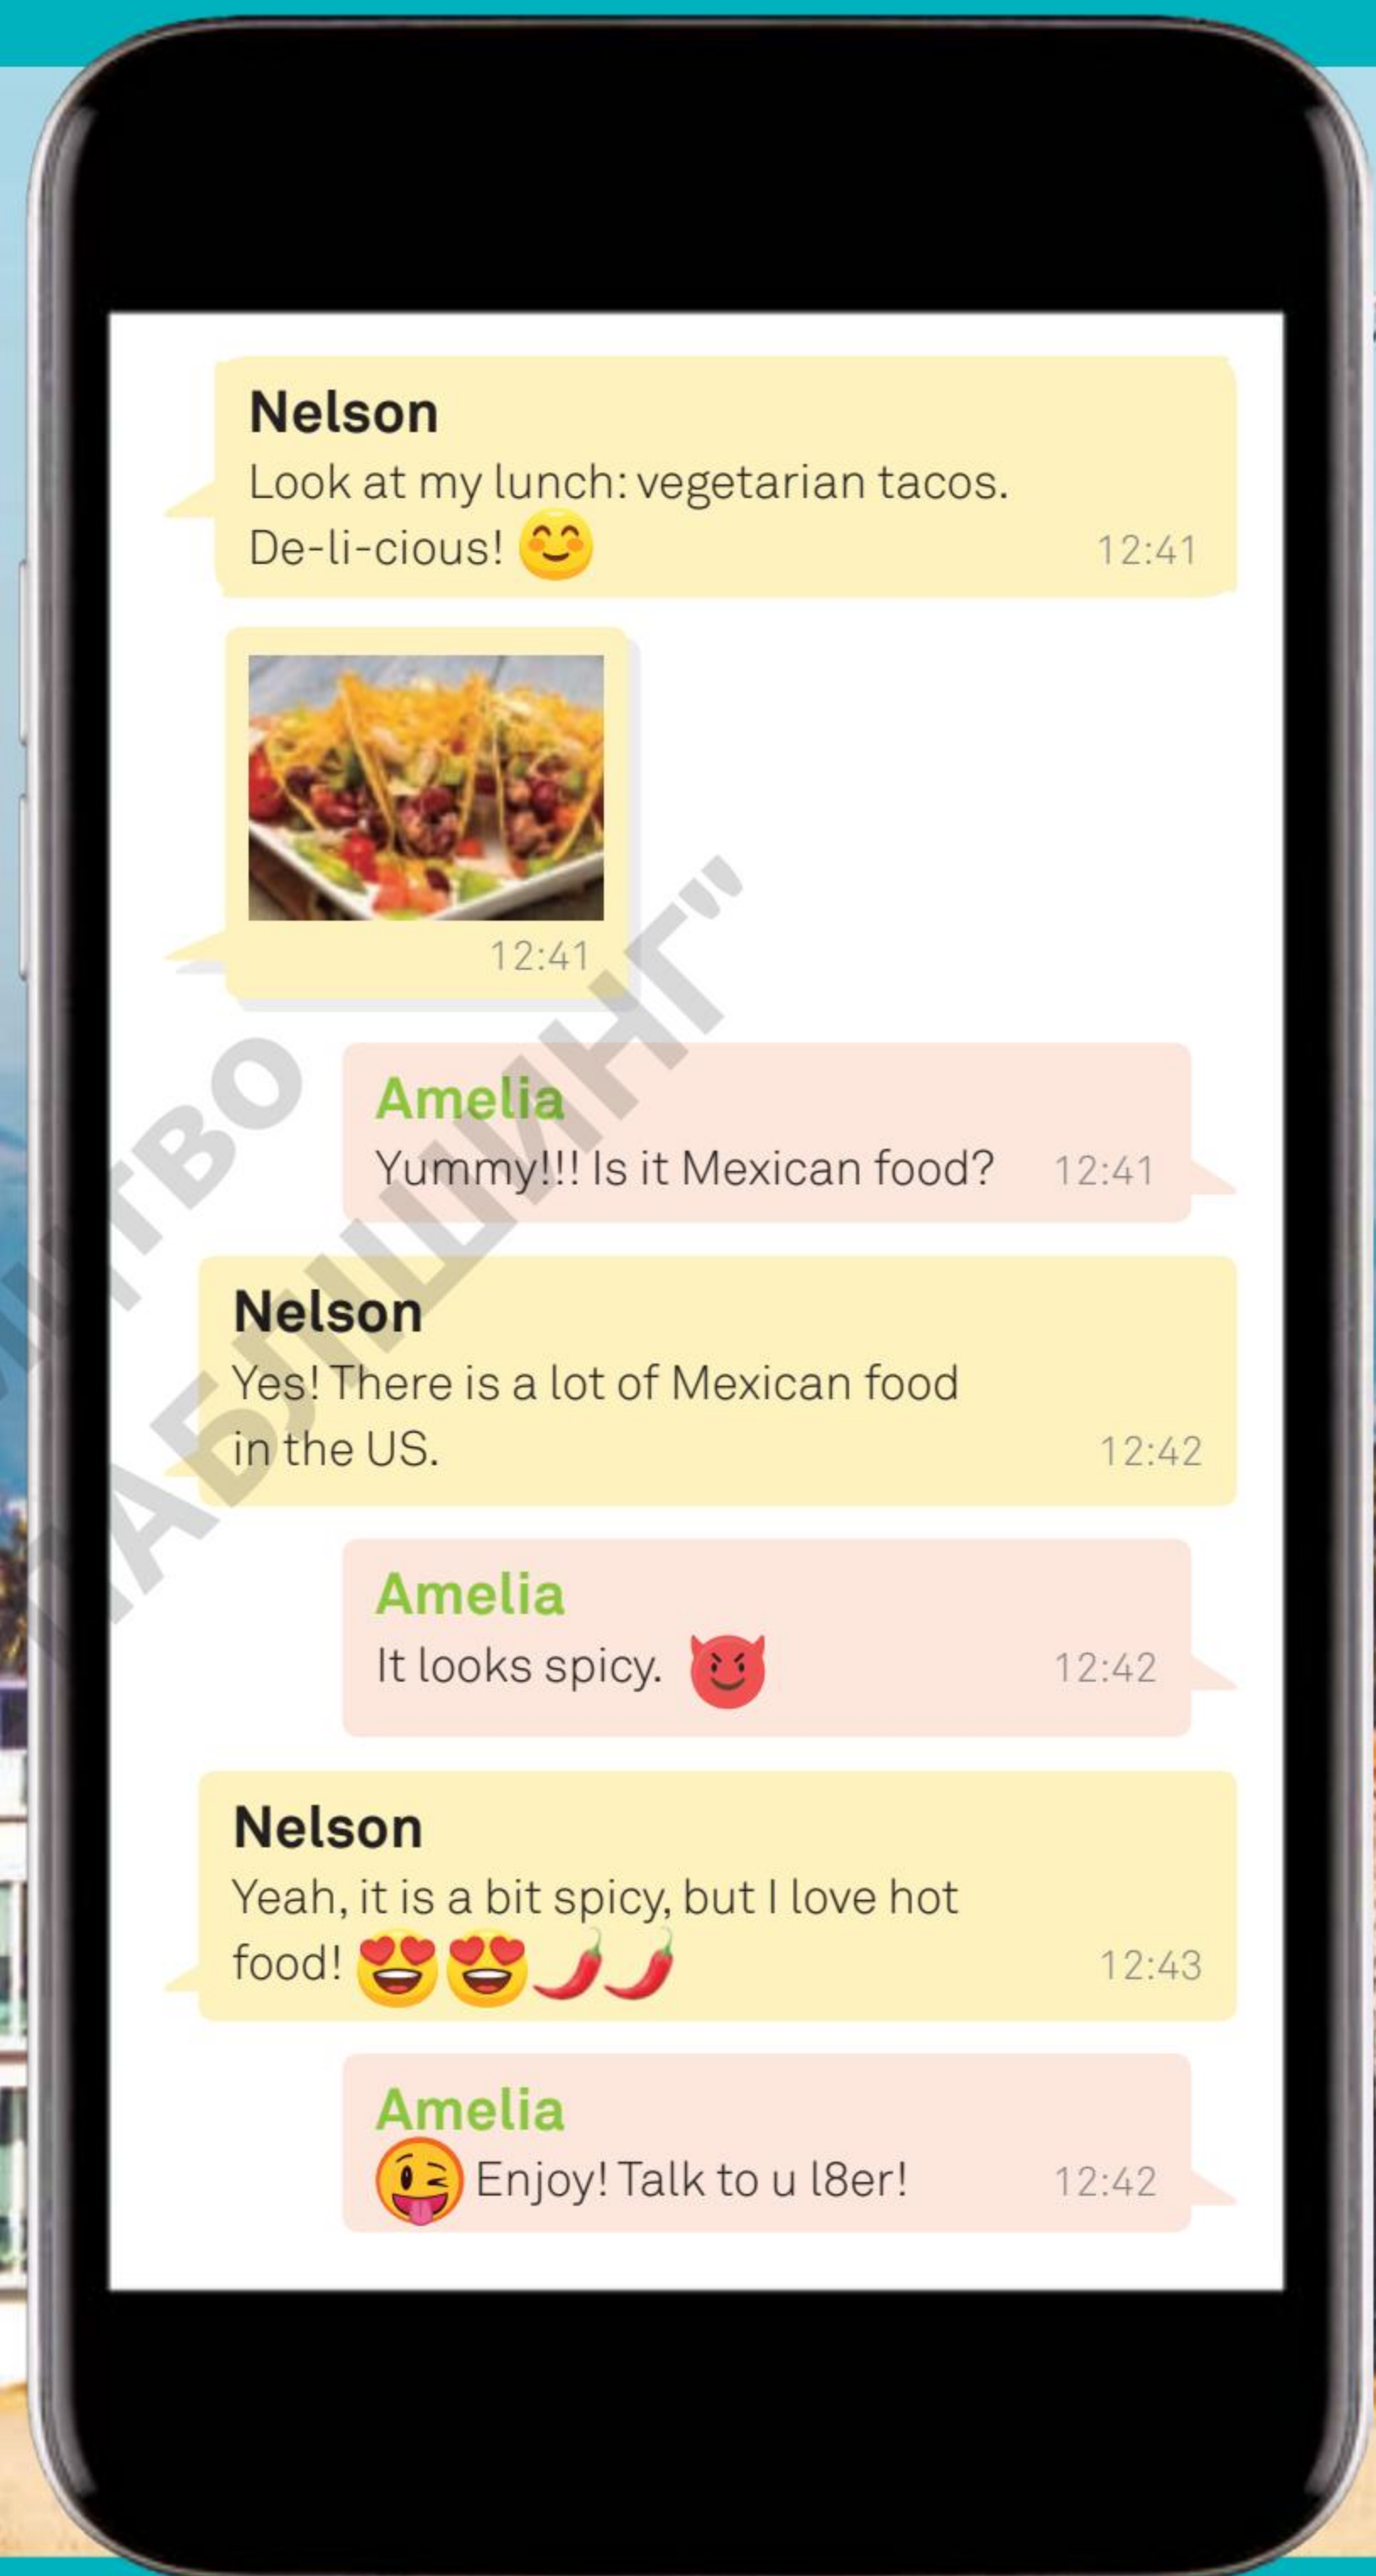 Nelson
Look at my lunch: vegetarian tacos.
De-li-cious! 😊 12:41
12:41
Amelia
Yummy!!! Is it Mexican food? 12:41
Nelson
Yes! There is a lot of Mexican food
in the US. 12:42
Amelia
It looks spicy. 😈 12:42
Nelson
Yeah, it is a bit spicy, but I love hot
food! 😍😍🌶🌶 12:43
Amelia
😜 Enjoy! Talk to u l8er! 12:42
ПАБЛІШИНГ"